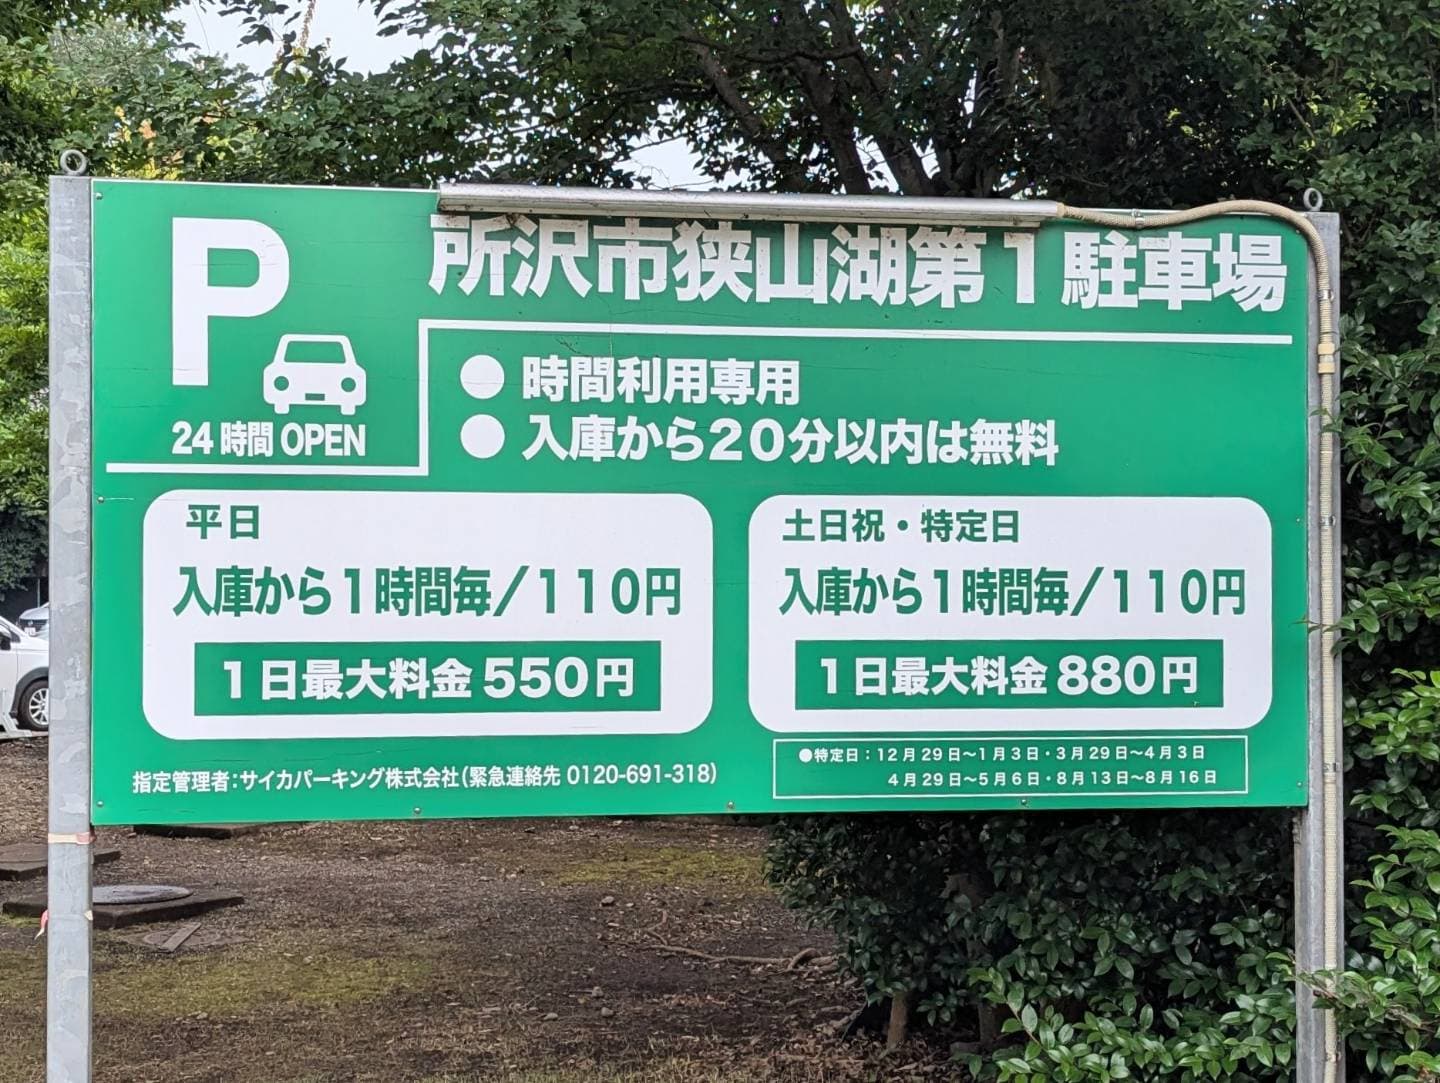 所沢市狭山湖第1駐車場
P
24時間 OPEN
●時間利用専用
●入庫から20分以内は無料
平日
入庫から1時間毎/110円
1日最大料金550円
土日祝・特定日
入庫から1時間毎/110円
1日最大料金880円
指定管理者:サイカパーキング株式会社(緊急連絡先 0120-691-318)
●特定日:12月29日~1月3日・3月29日~4月3日
4月29日~5月6日・8月13日~8月16日